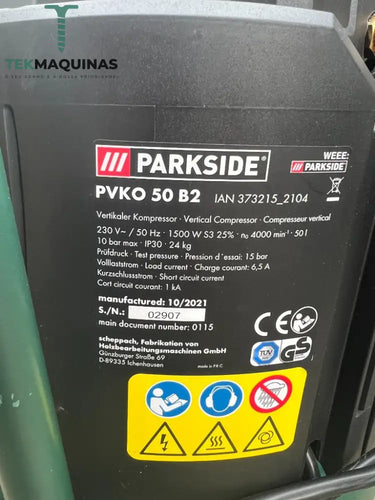 TEKMAQUINAS
WEEE:
/// PARKSIDE®
/// PARKSIDE
PVKO 50 B2 IAN 373215_2104
Vertikaler Kompressor · Vertical Compressor · Compresseur vertical
230 V~ / 50 Hz · 1500 W S3 25% · n₀ 4000 min⁻¹ · 50 l
10 bar max · IP30 · 24 kg
Prüfdruck · Test pressure · Pression d´essai: 15 bar
Volllaststrom · Load current · Charge courant: 6,5 A
Kurzschlussstrom · Short circuit current
Cort circuit courant: 1 kA
manufactured: 10/2021
S./N.: 02907
main document number: 0115
scheppach, Fabrikation von
Holzbearbeitungsmaschinen GmbH
Günzburger Straße 69
D-89335 Ichenhausen
made in P.R.C.
CE
TÜV GS